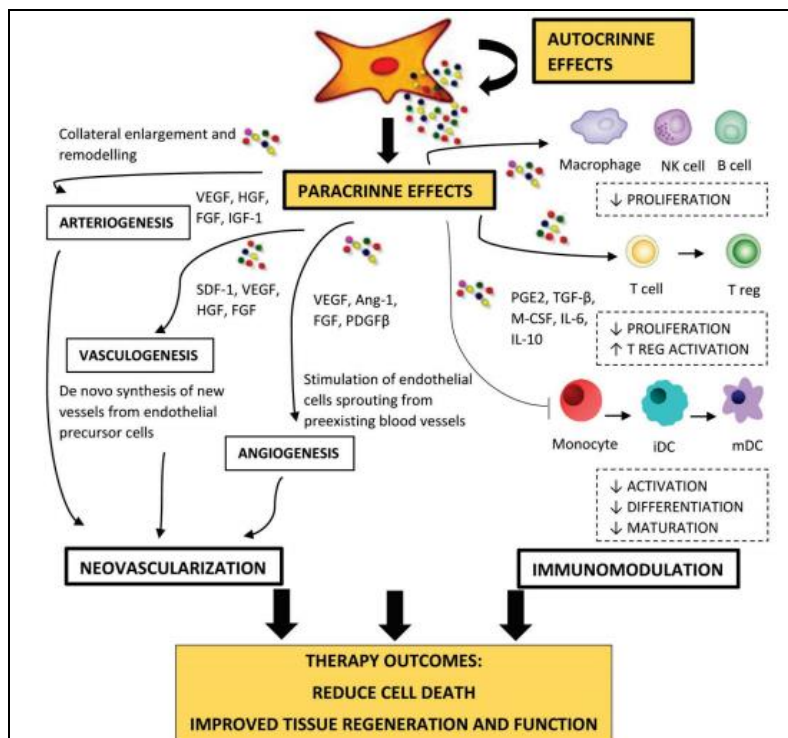 AUTOCRINNE
EFFECTS
Collateral enlargement and
remodelling
Macrophage
NK cell
B cell
PARACRINNE EFFECTS
↓ PROLIFERATION
ARTERIOGENESIS
VEGF, HGF,
FGF, IGF-1
T cell
T reg
SDF-1, VEGF,
HGF, FGF
VEGF, Ang-1,
FGF, PDGFβ
PGE2, TGF-β,
M-CSF, IL-6,
IL-10
↓ PROLIFERATION
↑ T REG ACTIVATION
VASCULOGENESIS
De novo synthesis of new
vessels from endothelial
precursor cells
Stimulation of endothelial
cells sprouting from
preexisting blood vessels
Monocyte
iDC
mDC
ANGIOGENESIS
↓ ACTIVATION
↓ DIFFERENTIATION
↓ MATURATION
NEOVASCULARIZATION
IMMUNOMODULATION
THERAPY OUTCOMES:
REDUCE CELL DEATH
IMPROVED TISSUE REGENERATION AND FUNCTION